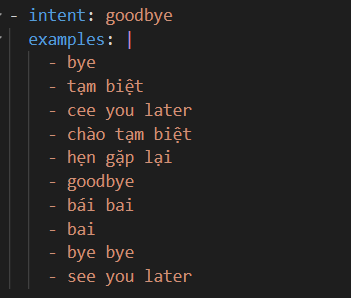 - intent: goodbye
examples: |
- bye
- tạm biệt
- cee you later
- chào tạm biệt
- hẹn gặp lại
- goodbye
- bái bai
- bai
- bye bye
- see you later